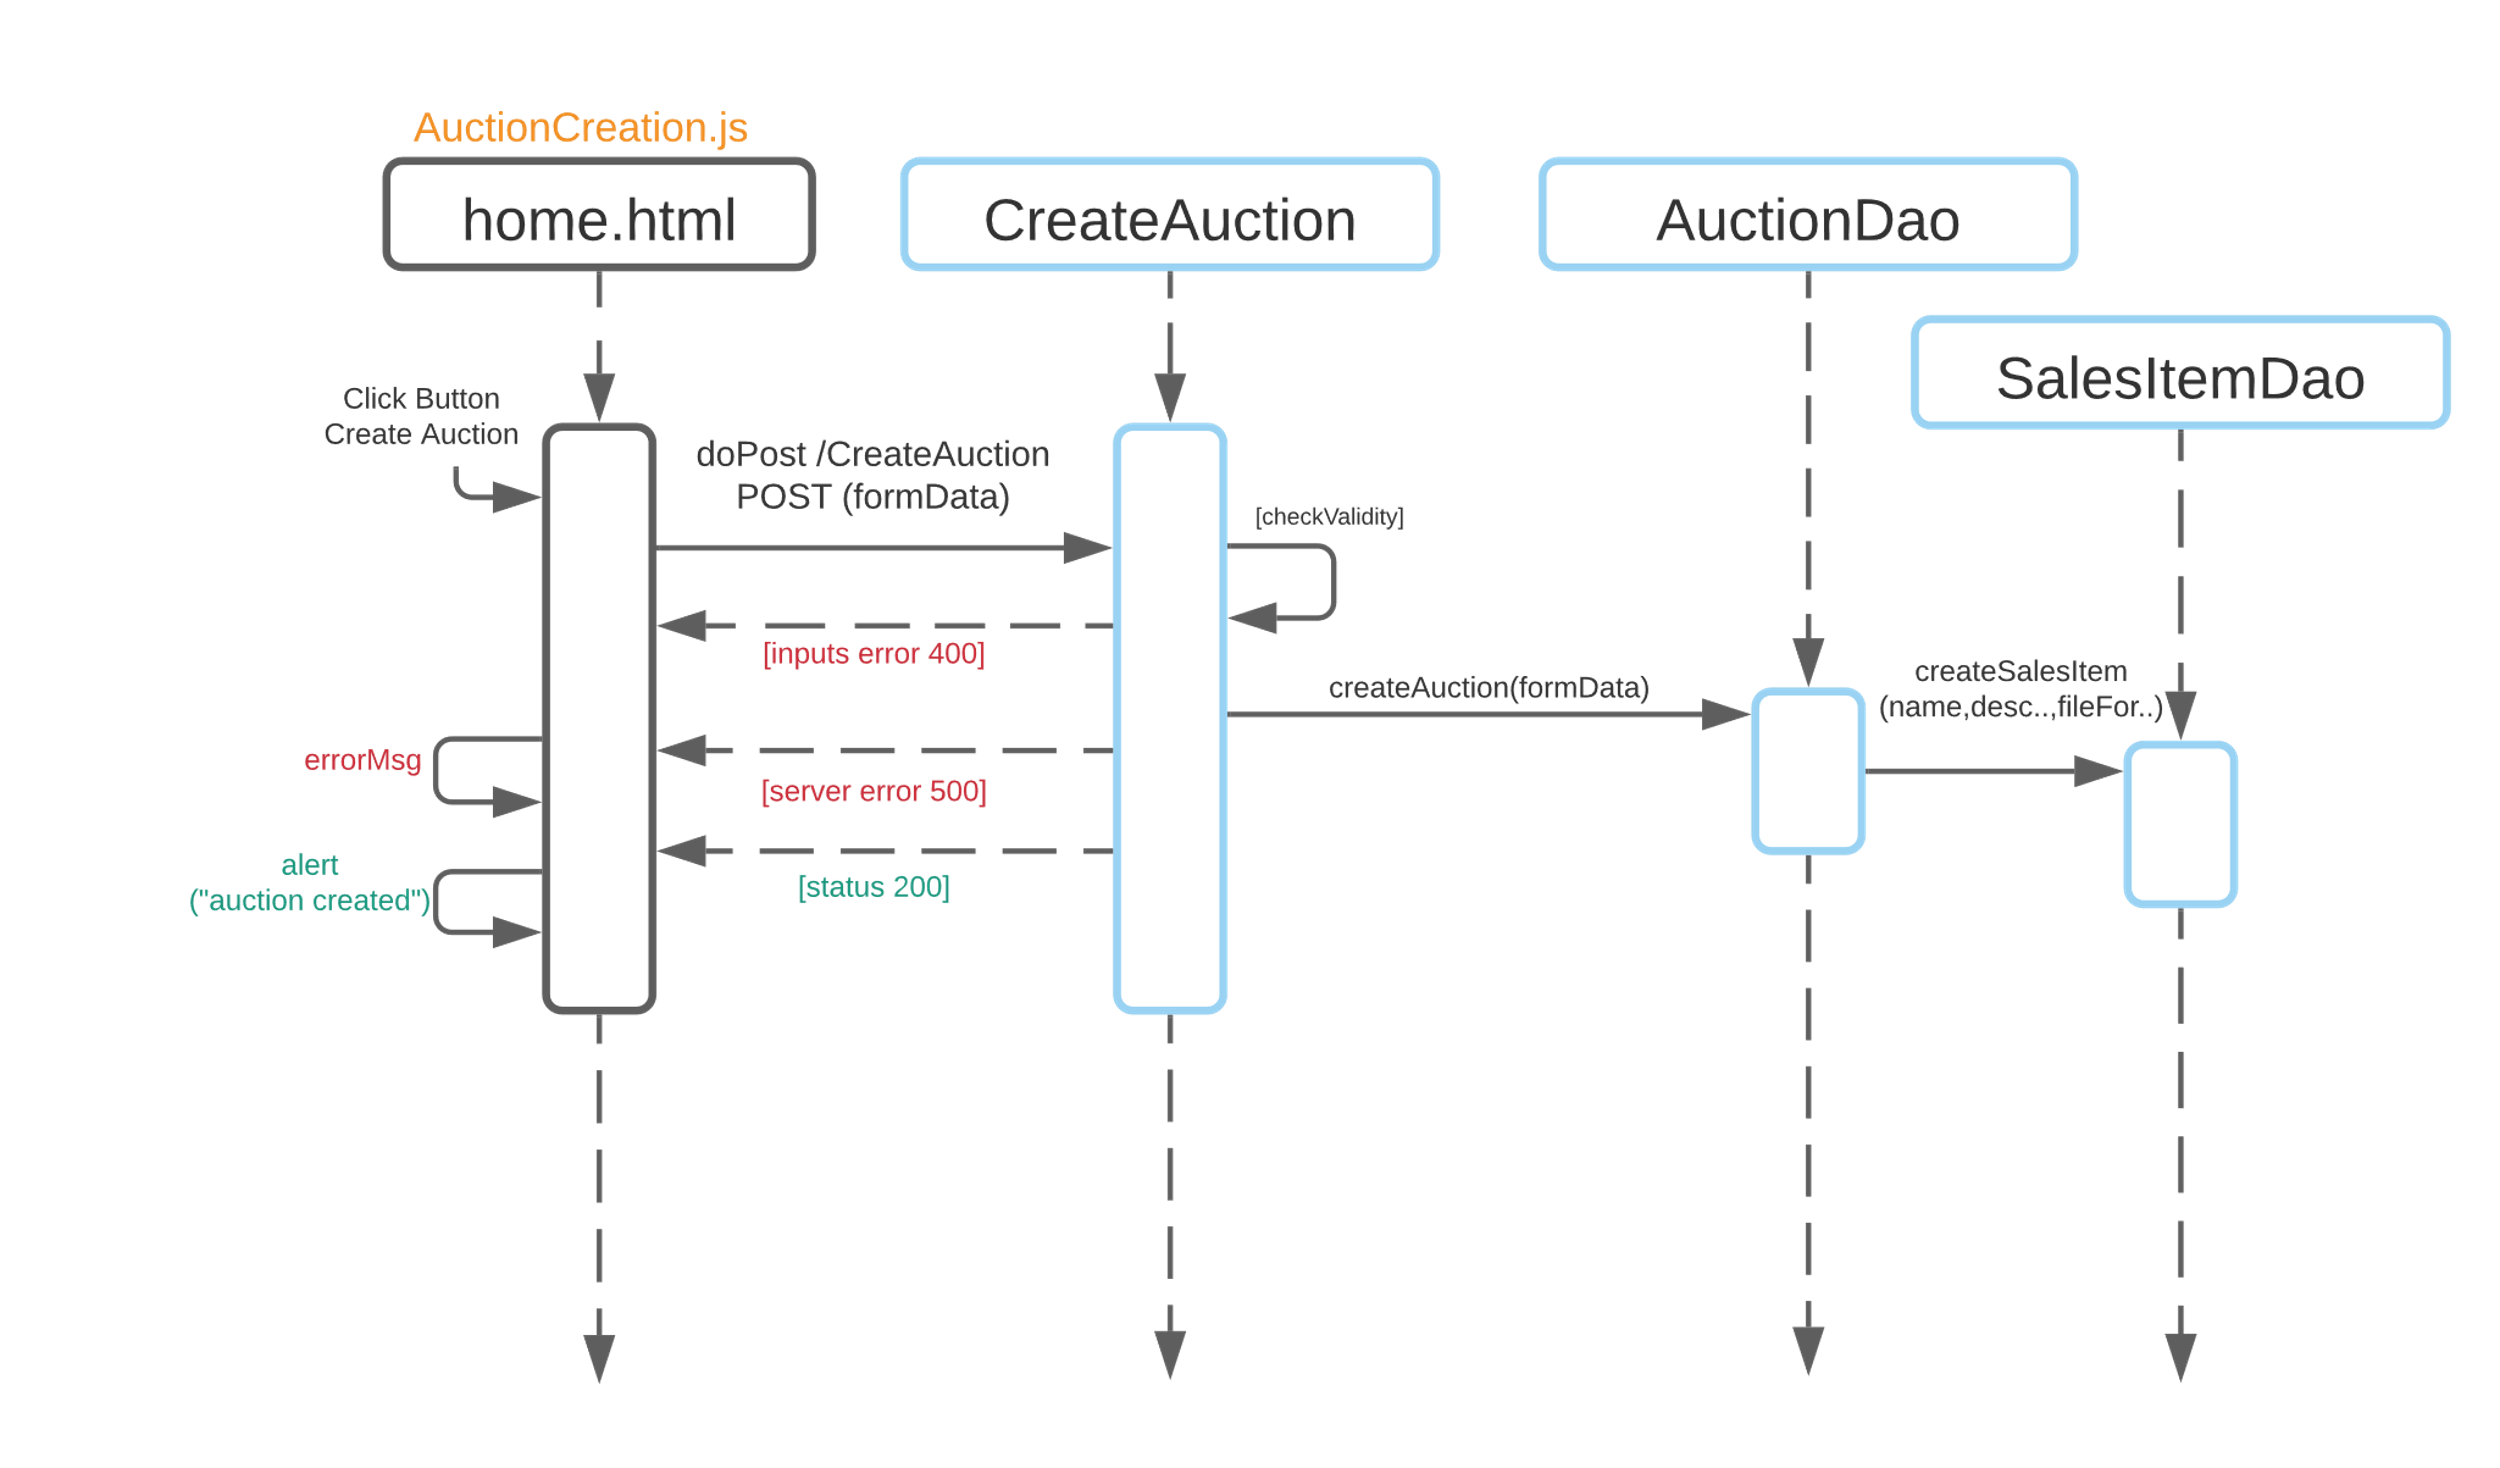 AuctionCreation.js
home.html
CreateAuction
AuctionDao
SalesItemDao
Click Button
Create Auction
doPost /CreateAuction
POST (formData)
[checkValidity]
[inputs error 400]
createAuction(formData)
createSalesItem
(name,desc..,fileFor..)
errorMsg
[server error 500]
alert
("auction created")
[status 200]